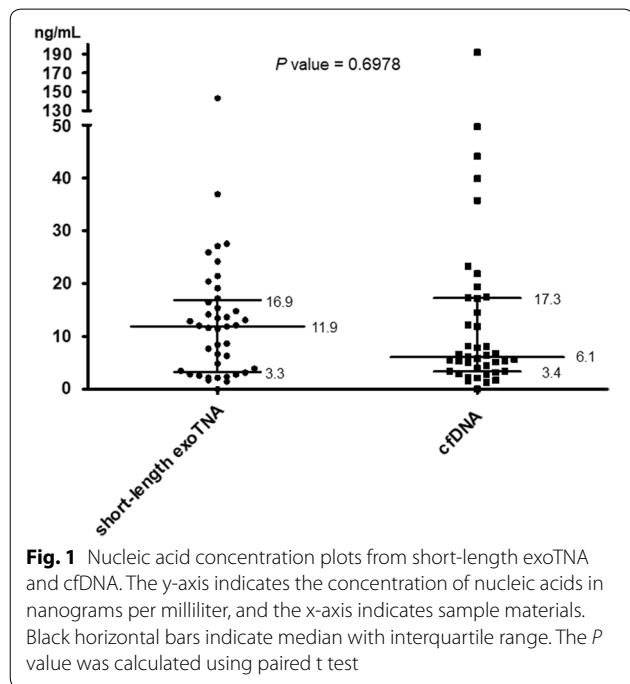 ng/mL
190
170
150
130
50
40
30
20
10
0
P value = 0.6978
16.9
11.9
3.3
17.3
6.1
3.4
short-length exoTNA
cfDNA
Fig. 1 Nucleic acid concentration plots from short-length exoTNA
and cfDNA. The y-axis indicates the concentration of nucleic acids in
nanograms per milliliter, and the x-axis indicates sample materials.
Black horizontal bars indicate median with interquartile range. The P
value was calculated using paired t test